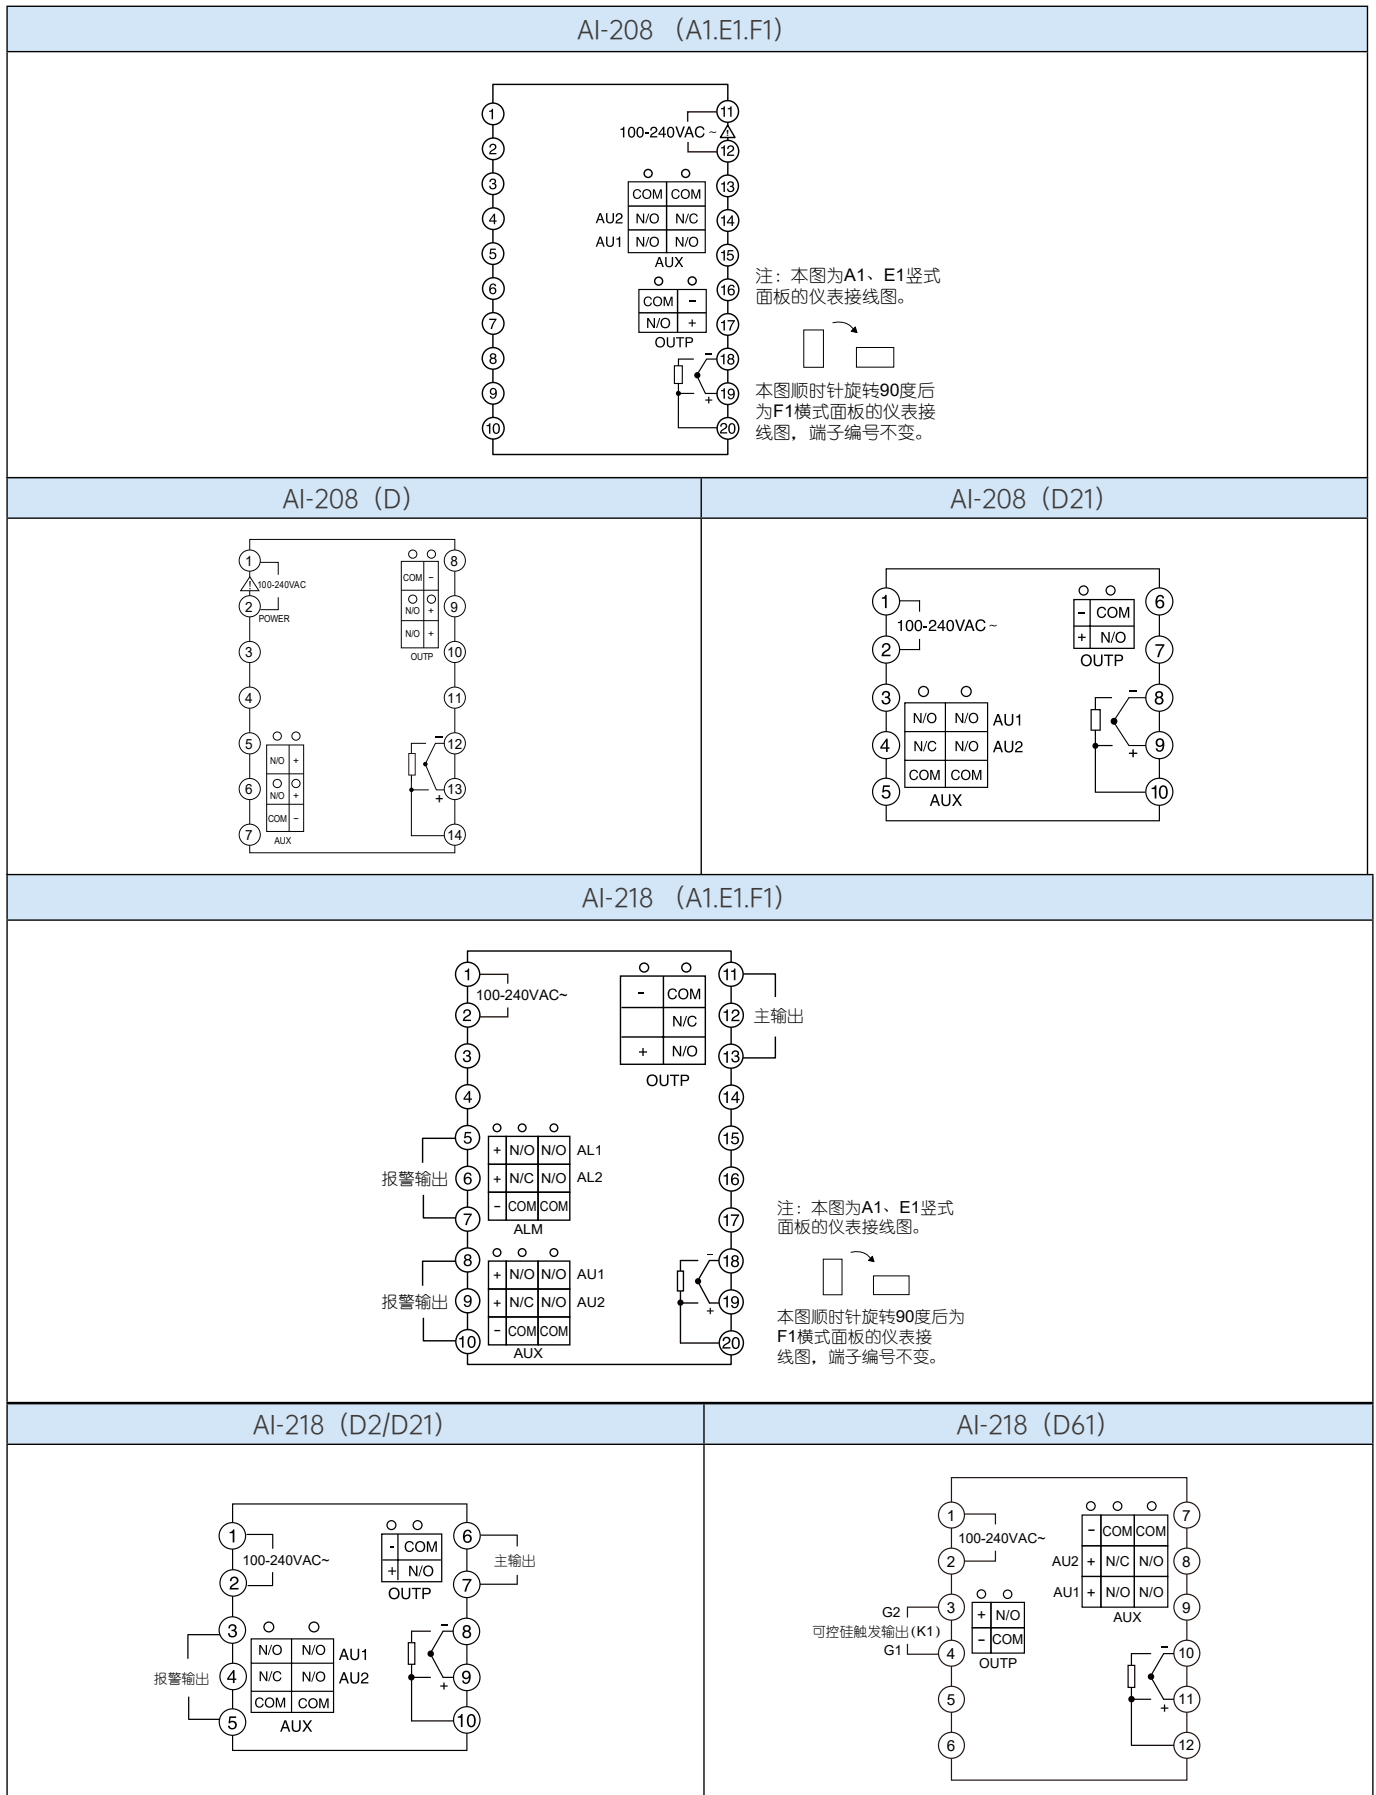 AI-208 （A1.E1.F1）
1
2
3
4
5
6
7
8
9
10
100-240VAC ~
COM COM
AU2 N/O N/C
AU1 N/O N/O
AUX
COM -
N/O +
OUTP
-
+
11
12
13
14
15
16
17
18
19
20
注：本图为A1、E1竖式
面板的仪表接线图。
本图顺时针旋转90度后
为F1横式面板的仪表接
线图，端子编号不变。
AI-208（D）
1
2
3
4
5
6
7
100-240VAC
POWER
COM -
N/O +
N/O +
OUTP
N/O +
N/O +
COM -
AUX
-
+
8
9
10
11
12
13
14
AI-208（D21）
1
2
3
4
5
100-240VAC ~
- COM
+ N/O
OUTP
N/O N/O AU1
N/C N/O AU2
COM COM
AUX
-
+
6
7
8
9
10
AI-218 （A1.E1.F1）
1
2
3
4
5
6
7
8
9
10
100-240VAC~
- COM
N/C
+ N/O
OUTP
主输出
报警输出
+ N/O N/O AL1
+ N/C N/O AL2
- COM COM
ALM
报警输出
+ N/O N/O AU1
+ N/C N/O AU2
- COM COM
AUX
-
+
11
12
13
14
15
16
17
18
19
20
注：本图为A1、E1竖式
面板的仪表接线图。
本图顺时针旋转90度后为
F1横式面板的仪表接
线图，端子编号不变。
AI-218（D2/D21）
1
2
3
4
5
100-240VAC~
- COM
+ N/O
OUTP
主输出
报警输出
N/O N/O AU1
N/C N/O AU2
COM COM
AUX
-
+
6
7
8
9
10
AI-218（D61）
1
2
3
4
5
6
100-240VAC~
- COM COM
AU2 + N/C N/O
AU1 + N/O N/O
AUX
G2
可控硅触发输出(K1)
G1
+ N/O
- COM
OUTP
-
+
7
8
9
10
11
12